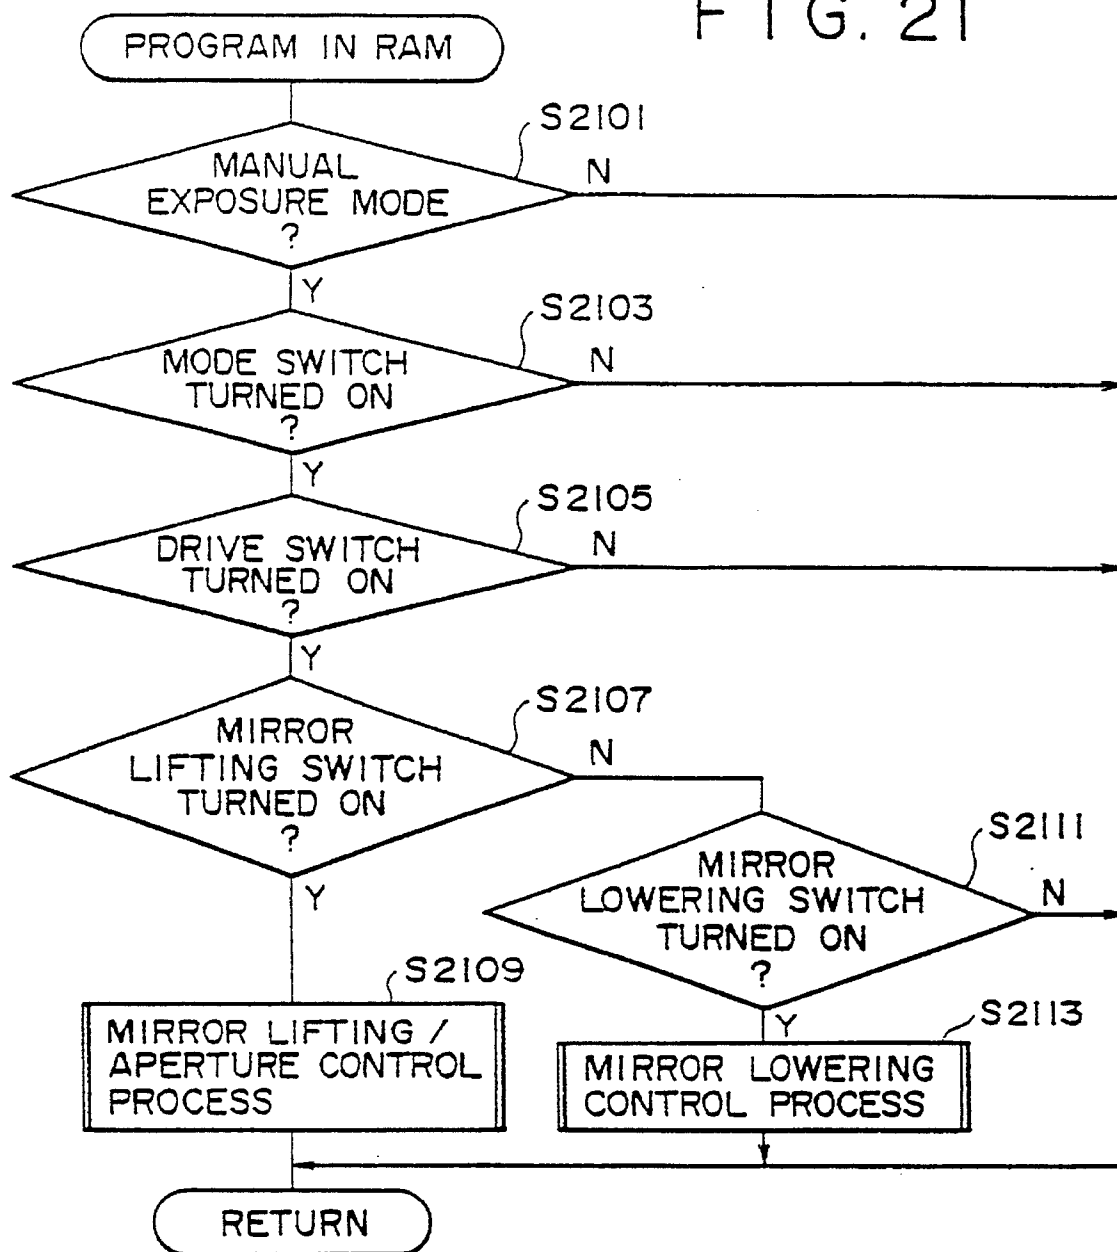 FIG. 21
PROGRAM IN RAM
S2101
MANUAL
EXPOSURE MODE
?
N
Y
S2103
MODE SWITCH
TURNED ON
?
N
Y
S2105
DRIVE SWITCH
TURNED ON
?
N
Y
S2107
MIRROR
LIFTING SWITCH
TURNED ON
?
N
Y
S2111
MIRROR
LOWERING SWITCH
TURNED ON
?
N
Y
S2109
MIRROR LIFTING /
APERTURE CONTROL
PROCESS
S2113
MIRROR LOWERING
CONTROL PROCESS
RETURN